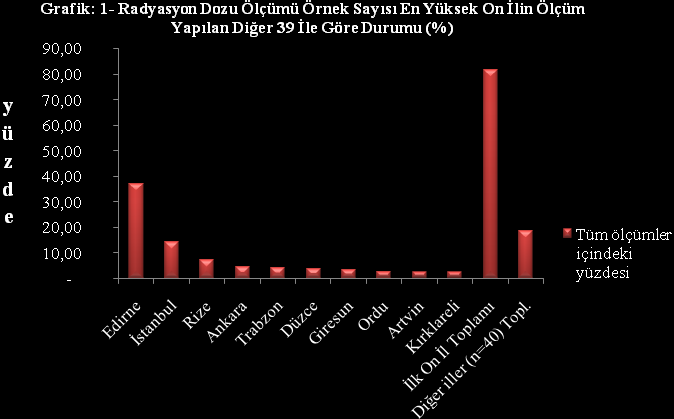 Grafik: 1- Radyasyon Dozu Ölçümü Örnek Sayısı En Yüksek On İlin Ölçüm
Yapılan Diğer 39 İle Göre Durumu (%)
yüzde
90,00
80,00
70,00
60,00
50,00
40,00
30,00
20,00
10,00
-
Edirne
İstanbul
Rize
Ankara
Trabzon
Düzce
Giresun
Ordu
Artvin
Kırklareli
İlk On İl Toplamı
Diğer iller (n=40) Topl.
Tüm ölçümler
içindeki
yüzdesi